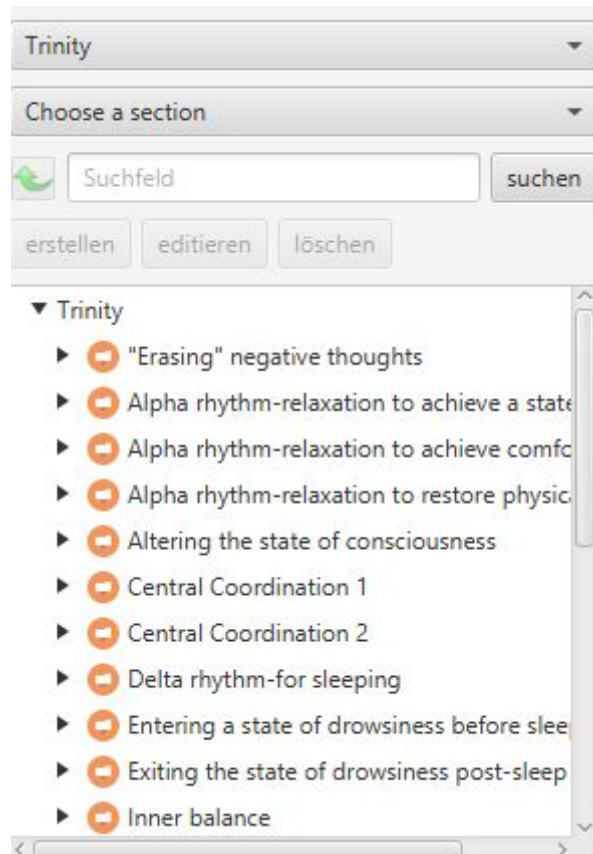 Trinity
Choose a section
Suchfeld suchen
erstellen editieren löschen
Trinity
"Erasing" negative thoughts
Alpha rhythm-relaxation to achieve a state
Alpha rhythm-relaxation to achieve comfo
Alpha rhythm-relaxation to restore physic
Altering the state of consciousness
Central Coordination 1
Central Coordination 2
Delta rhythm-for sleeping
Entering a state of drowsiness before slee
Exiting the state of drowsiness post-sleep
Inner balance